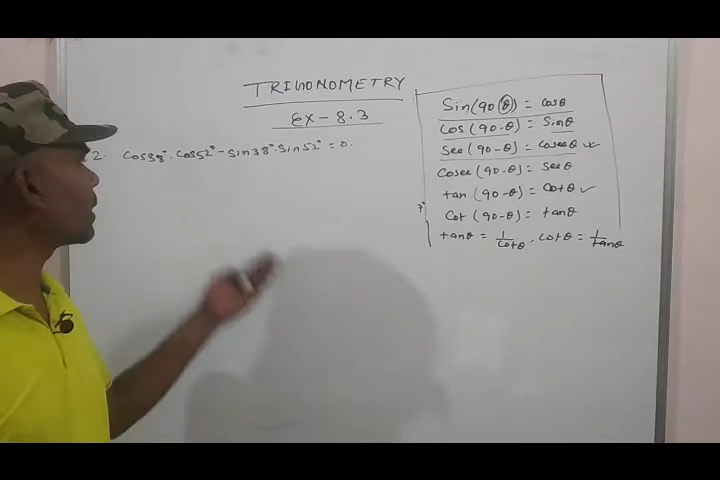 TRIGONOMETRY
Ex - 8.3
2. Cos38°. Cos52° - Sin38°. Sin52° = 0.
Sin(90 θ) = Cosθ
Cos (90-θ) = Sinθ
Sec (90-θ) = Cosecθ ✓
Cosec (90-θ) = Secθ
tan (90-θ) = Cotθ ✓
Cot (90-θ) = tanθ
tanθ = 1/Cotθ, Cotθ = 1/tanθ